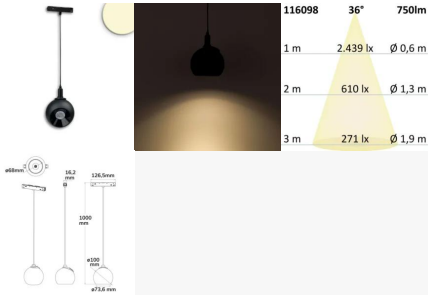 116098 36° 750lm
1 m 2.439 lx Ø 0,6 m
2 m 610 lx Ø 1,3 m
3 m 271 lx Ø 1,9 m
ø68mm
16,2
mm
126,5mm
1000
mm
ø100
mm
ø73,6 mm